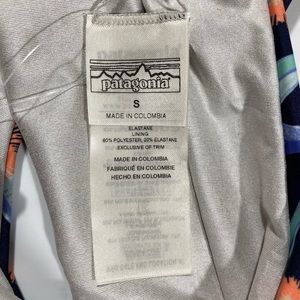 patagonia
S
MADE IN COLOMBIA
ELASTANE
LINING
80% POLYESTER, 20% ELASTANE
EXCLUSIVE OF TRIM
MADE IN COLOMBIA
FABRIQUÉ EN COLOMBIE
HECHO EN COLOMBIA